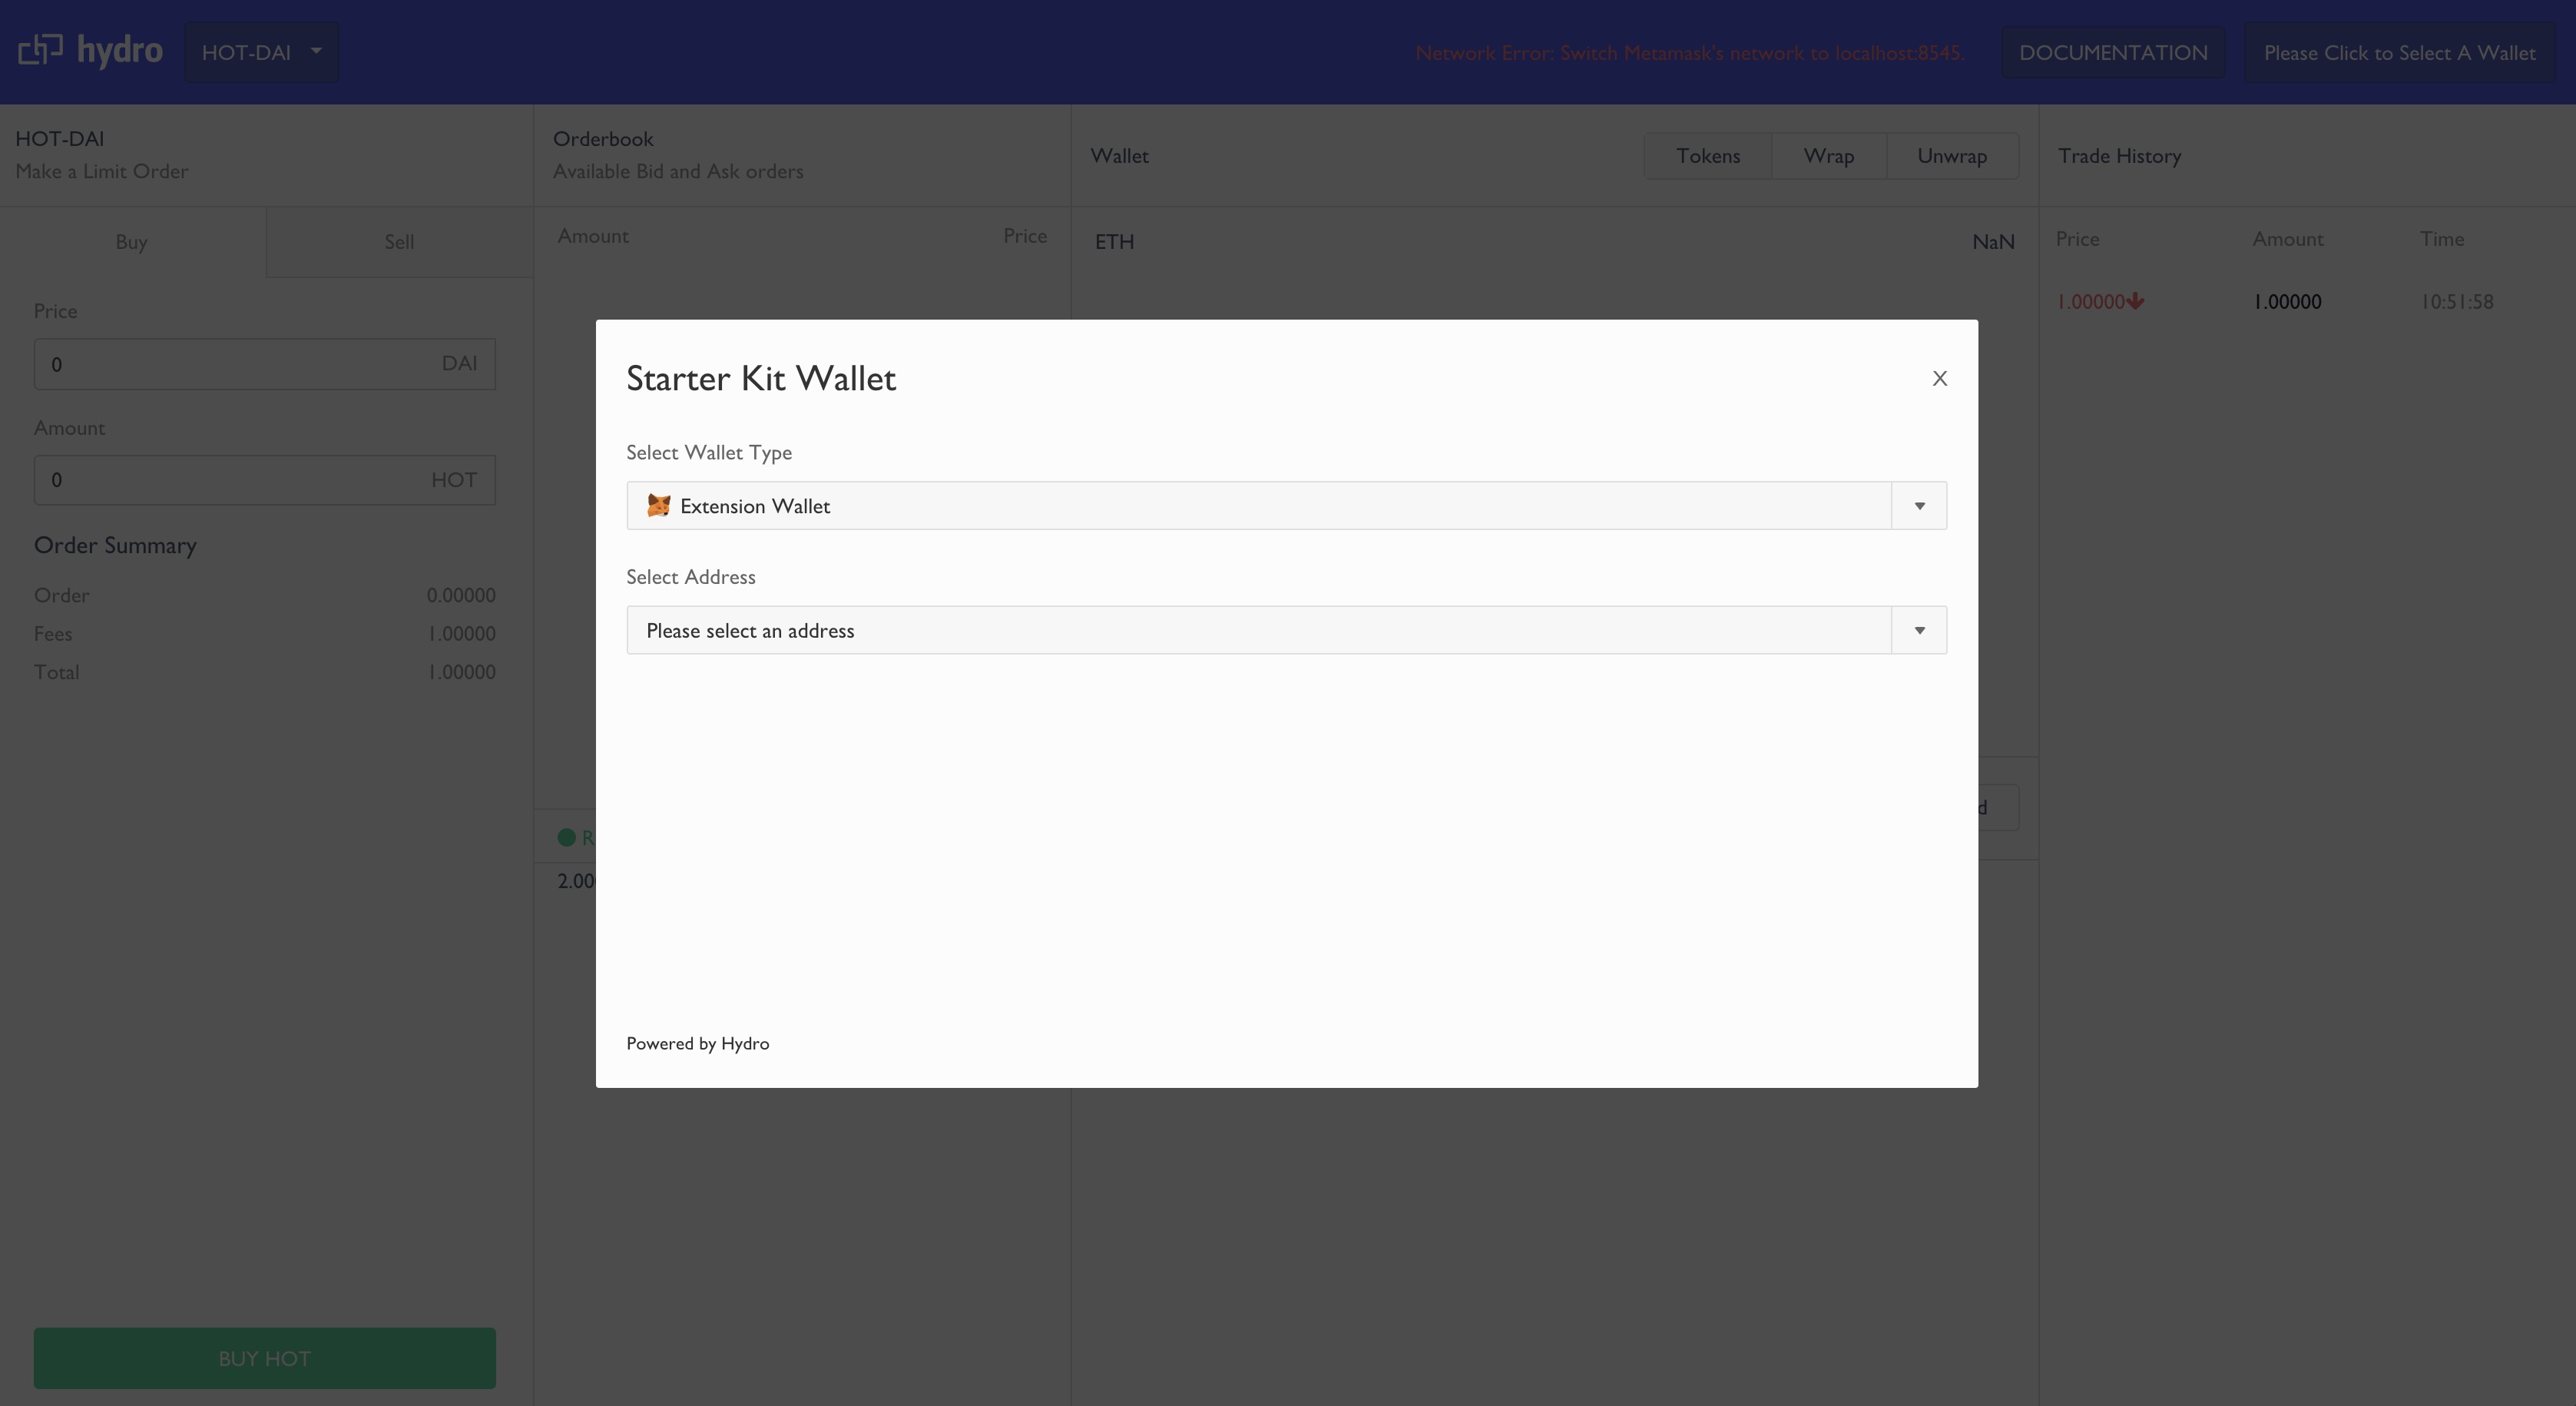 hydro
HOT-DAI
Network Error: Switch Metamask's network to localhost:8545.
DOCUMENTATION
Please Click to Select A Wallet
HOT-DAI
Make a Limit Order
Buy
Sell
Price
0 DAI
Amount
0 HOT
Order Summary
Order 0.00000
Fees 1.00000
Total 1.00000
BUY HOT
Orderbook
Available Bid and Ask orders
Amount Price
R
2.00
Wallet
Tokens
Wrap
Unwrap
ETH NaN
d
Trade History
Price Amount Time
1.00000 1.00000 10:51:58
Starter Kit Wallet
X
Select Wallet Type
Extension Wallet
Select Address
Please select an address
Powered by Hydro